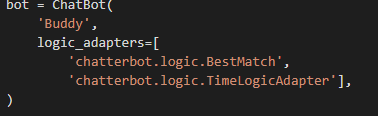 bot = ChatBot(
    'Buddy',
    logic_adapters=[
        'chatterbot.logic.BestMatch',
        'chatterbot.logic.TimeLogicAdapter'],
)